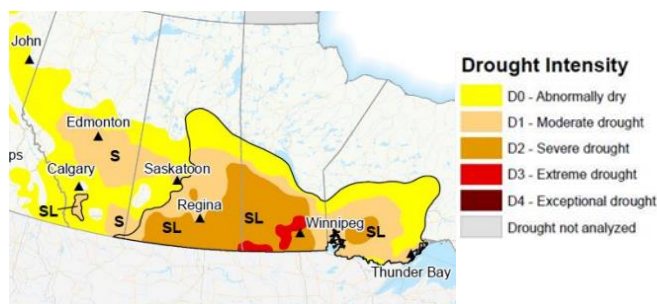 John
Edmonton
S
ps
Calgary
Saskatoon
SL
S
Regina
SL
SL
Winnipeg
SL
Thunder Bay
Drought Intensity
D0 - Abnormally dry
D1 - Moderate drought
D2 - Severe drought
D3 - Extreme drought
D4 - Exceptional drought
Drought not analyzed